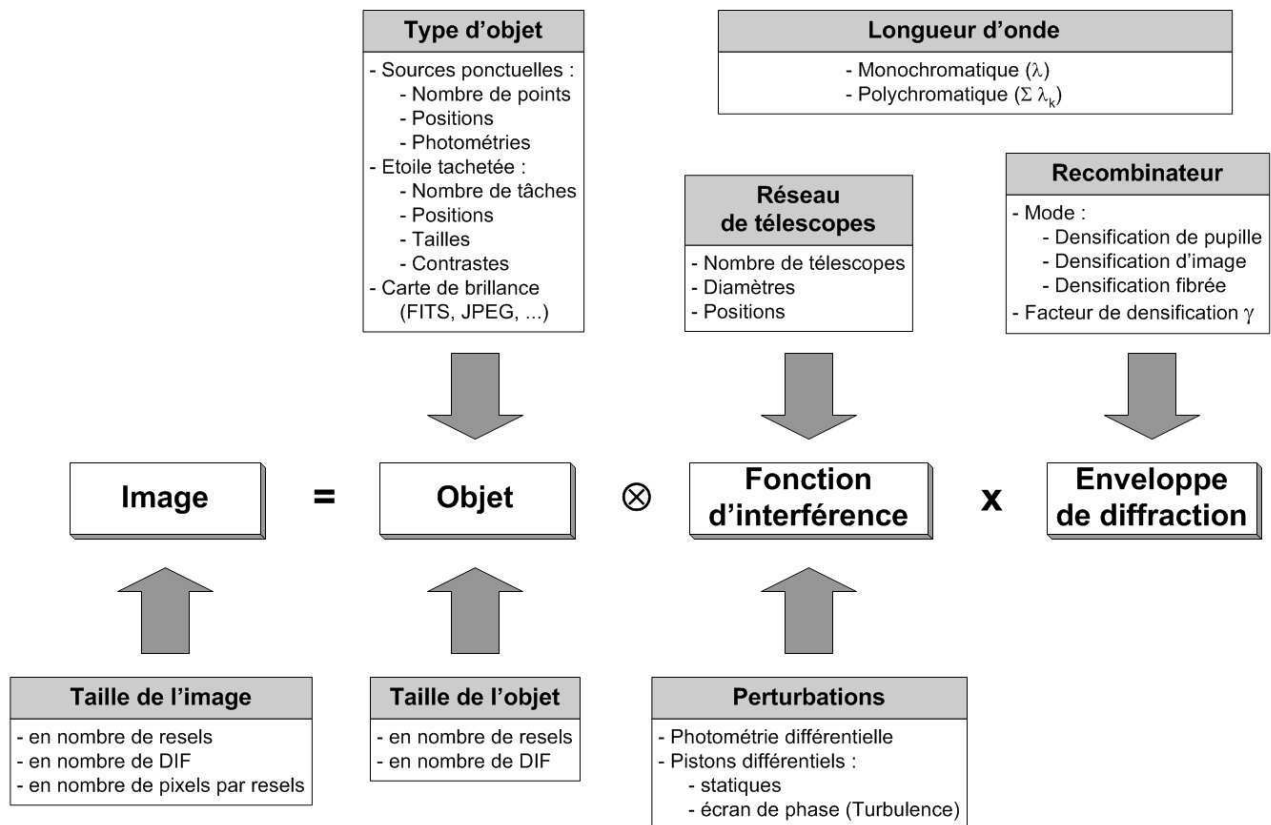 Type d'objet
- Sources ponctuelles :
- Nombre de points
- Positions
- Photométries
- Etoile tachetée :
- Nombre de tâches
- Positions
- Tailles
- Contrastes
- Carte de brillance
(FITS, JPEG, ...)
Longueur d'onde
- Monochromatique (λ)
- Polychromatique (Σ λk)
Réseau
de télescopes
- Nombre de télescopes
- Diamètres
- Positions
Recombinateur
- Mode :
- Densification de pupille
- Densification d'image
- Densification fibrée
- Facteur de densification γ
Image = Objet ⊗ Fonction d'interférence x Enveloppe de diffraction
Taille de l'image
- en nombre de resels
- en nombre de DIF
- en nombre de pixels par resels
Taille de l'objet
- en nombre de resels
- en nombre de DIF
Perturbations
- Photométrie différentielle
- Pistons différentiels :
- statiques
- écran de phase (Turbulence)